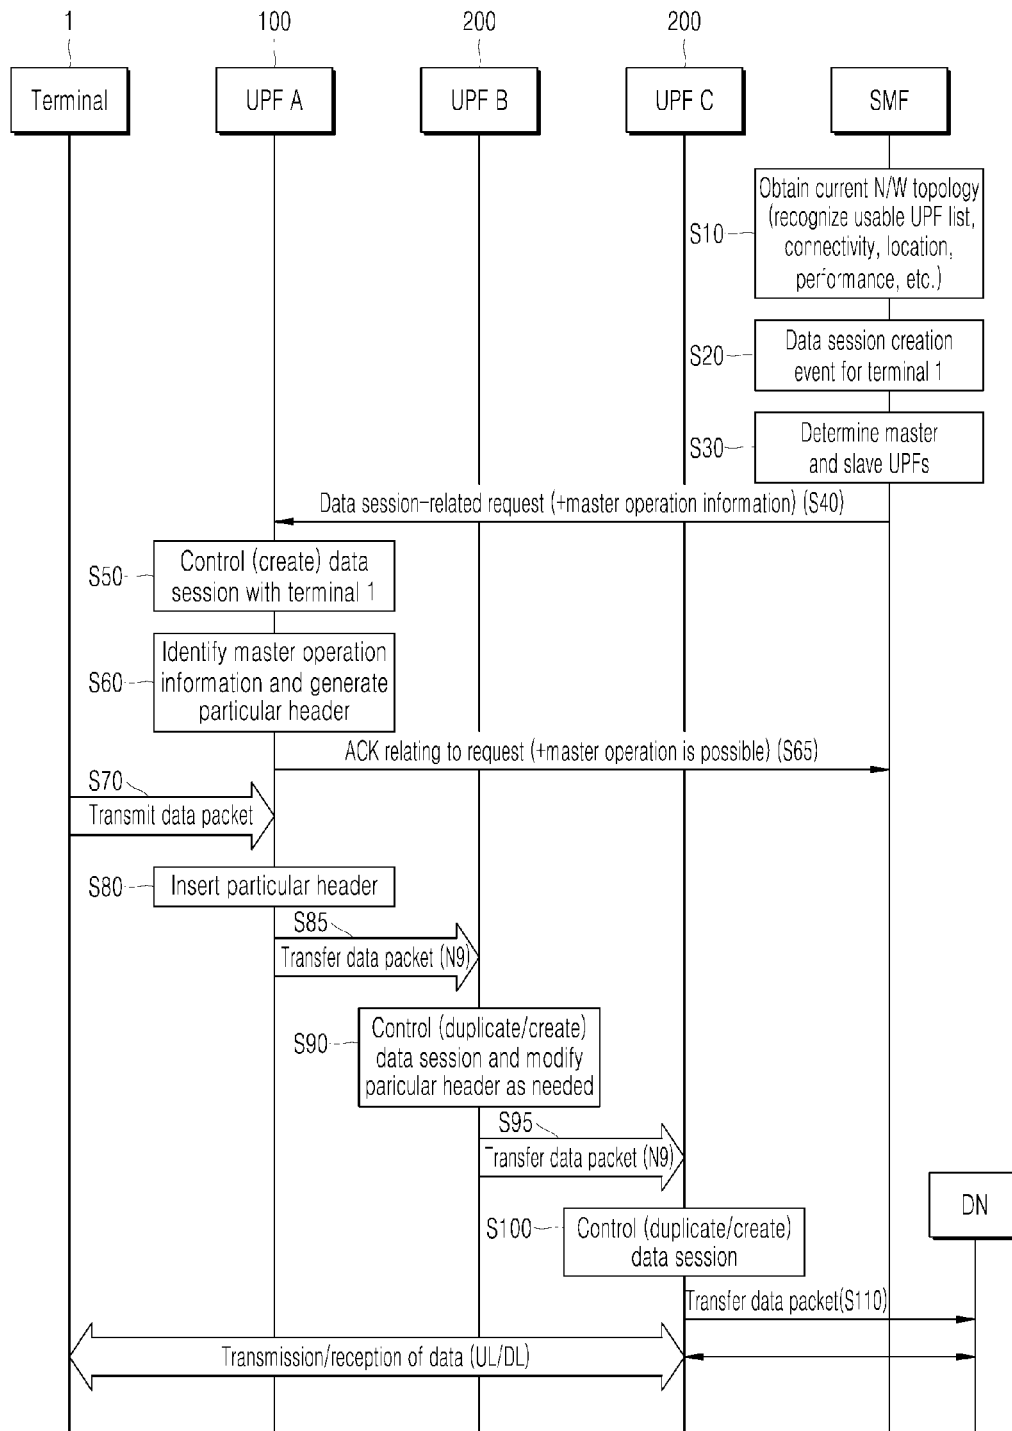 1
100
200
200
Terminal
UPF A
UPF B
UPF C
SMF
S10
Obtain current N/W topology
(recognize usable UPF list,
connectivity, location,
performance, etc.)
S20
Data session creation
event for terminal 1
S30
Determine master
and slave UPFs
Data session-related request (+master operation information) (S40)
S50
Control (create) data
session with terminal 1
S60
Identify master operation
information and generate
particular header
ACK relating to request (+master operation is possible) (S65)
S70
Transmit data packet
S80
Insert particular header
S85
Transfer data packet (N9)
S90
Control (duplicate/create)
data session and modify
paricular header as needed
S95
Transfer data packet (N9)
DN
S100
Control (duplicate/create)
data session
Transfer data packet(S110)
Transmission/reception of data (UL/DL)